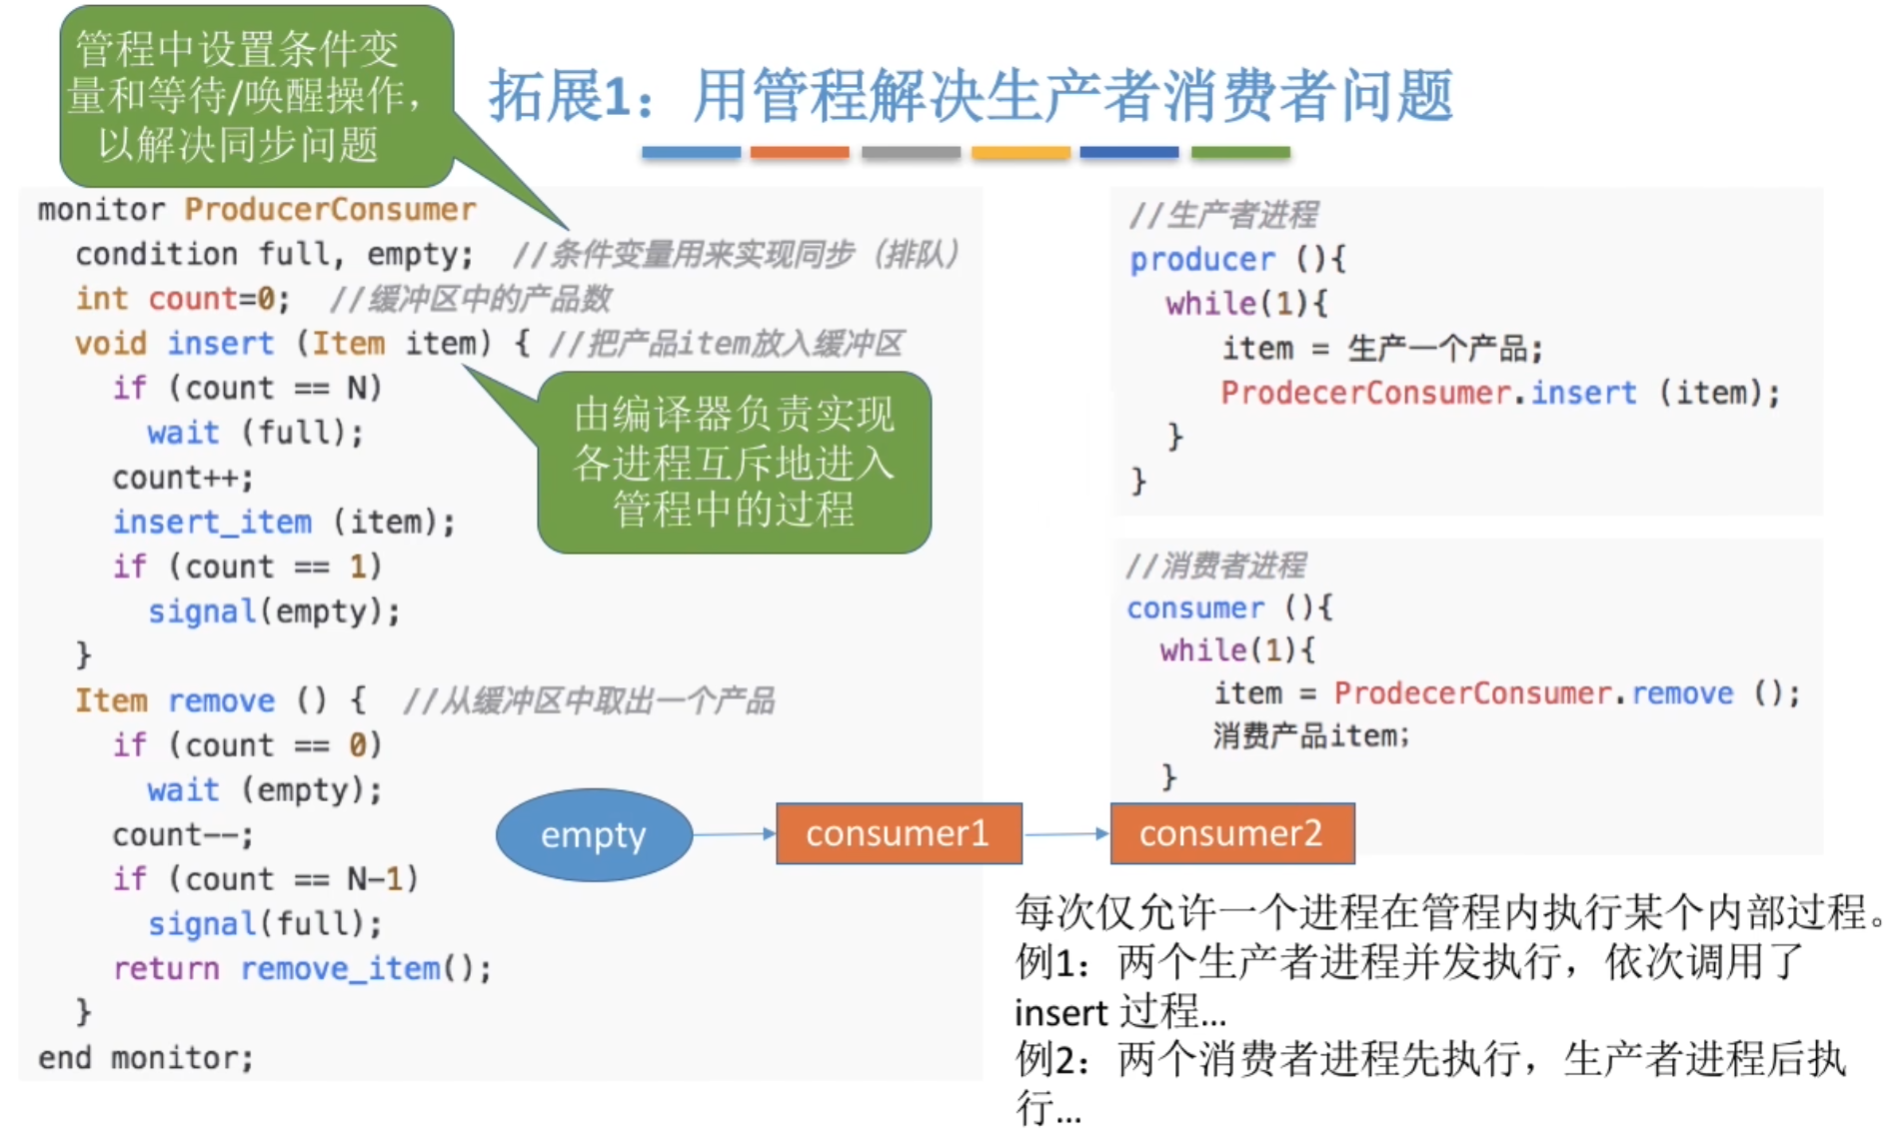 管程中设置条件变
量和等待/唤醒操作，
以解决同步问题
拓展1：用管程解决生产者消费者问题
monitor ProducerConsumer
condition full, empty; //条件变量用来实现同步（排队）
int count=0; //缓冲区中的产品数
void insert (Item item) { //把产品item放入缓冲区
if (count == N)
wait (full);
count++;
insert_item (item);
if (count == 1)
signal(empty);
}
由编译器负责实现
各进程互斥地进入
管程中的过程
Item remove () { //从缓冲区中取出一个产品
if (count == 0)
wait (empty);
count--;
if (count == N-1)
signal(full);
return remove_item();
}
end monitor;
//生产者进程
producer (){
while(1){
item = 生产一个产品;
ProdecerConsumer.insert (item);
}
}
//消费者进程
consumer (){
while(1){
item = ProdecerConsumer.remove ();
消费产品item;
}
empty
consumer1
consumer2
每次仅允许一个进程在管程内执行某个内部过程。
例1：两个生产者进程并发执行，依次调用了
insert 过程...
例2：两个消费者进程先执行，生产者进程后执
行...